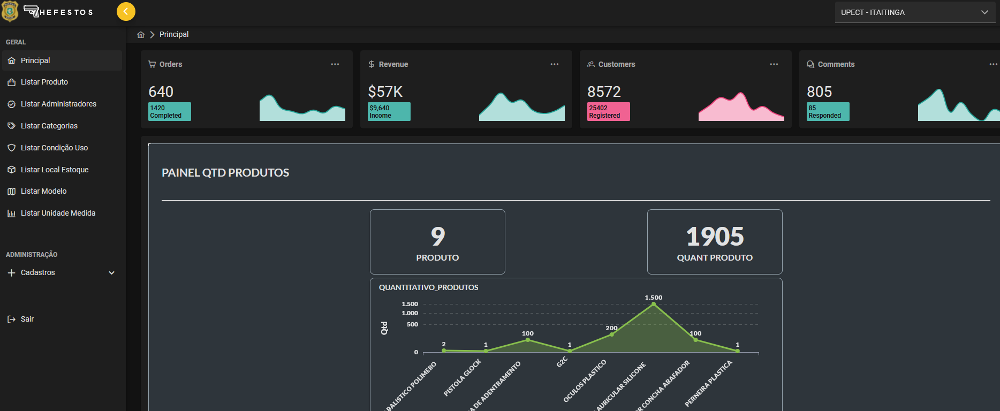 HEFESTOS
UPECT - ITAITINGA
Principal
GERAL
Principal
Listar Produto
Listar Administradores
Listar Categorias
Listar Condição Uso
Listar Local Estoque
Listar Modelo
Listar Unidade Medida
ADMINISTRAÇÃO
Cadastros
Sair
Orders
640
1420
Completed
Revenue
$57K
$9,640
Income
Customers
8572
25402
Registered
Comments
805
85
Responded
PAINEL QTD PRODUTOS
9
PRODUTO
1905
QUANT PRODUTO
QUANTITATIVO_PRODUTOS
Qtd
1.500
1.000
500
0
2
1
100
1
200
1.500
100
1
BALISTICO POLIMERO
PISTOLA GLOCK
A DE ADENTRAMENTO
G2C
OCULOS PLASTICO
AURICULAR SILICONE
R CONCHA ABAFADOR
PERNEIRA PLASTICA